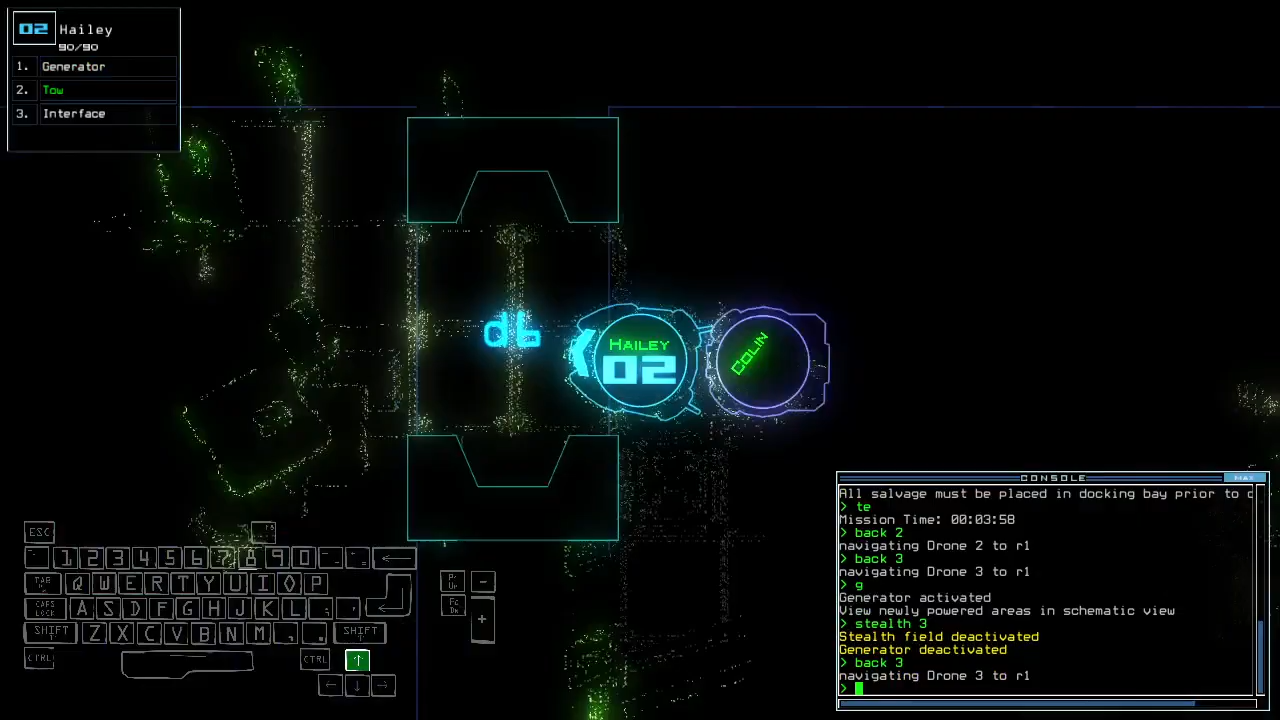 02 Hailey
90/90
1. Generator
2. Tow
3. Interface
d6
HAILEY
02
COLIN
CONSOLE
MAX
All salvage must be placed in docking bay prior to d
> te
Mission Time: 00:03:58
> back 2
navigating Drone 2 to r1
> back 3
navigating Drone 3 to r1
> g
Generator activated
View newly powered areas in schematic view
> stealth 3
Stealth field deactivated
Generator deactivated
> back 3
navigating Drone 3 to r1
>
ESC
1 2 3 4 5 6 7 8 9 0 - =
TAB Q W E R T Y U I O P
CAPS LOCK A S D F G H J K L ; '
SHIFT Z X C V B N M , . SHIFT
CTRL CTRL
- +